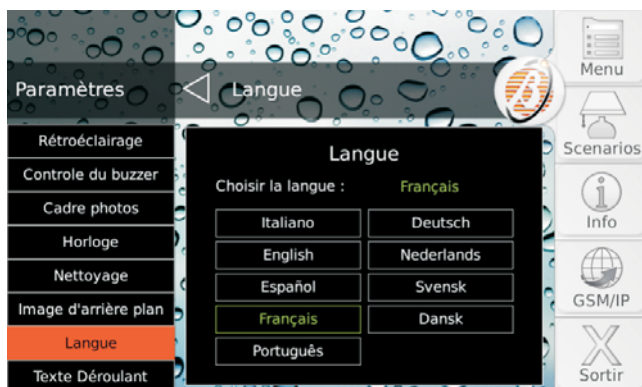 Paramètres
Langue
Rétroéclairage
Controle du buzzer
Cadre photos
Horloge
Nettoyage
Image d'arrière plan
Langue
Texte Déroulant
Langue
Choisir la langue :
Français
Italiano
Deutsch
English
Nederlands
Español
Svensk
Français
Dansk
Português
Menu
Scenarios
Info
GSM/IP
Sortir